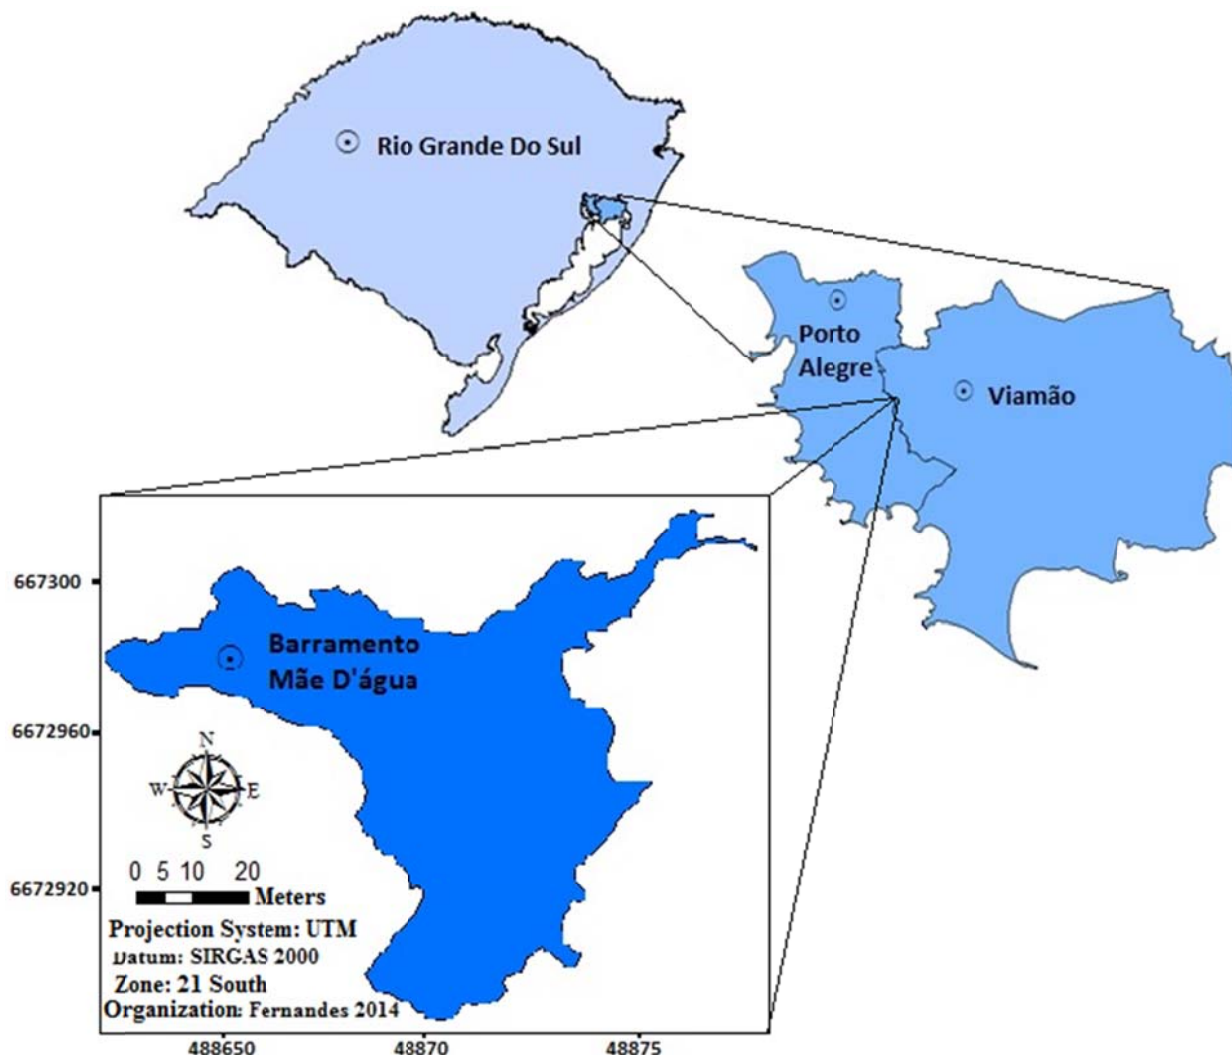 Rio Grande Do Sul
Porto
Alegre
Viamão
667300
Barramento
Mãe D'água
6672960
N
W E
S
0 5 10 20
Meters
6672920
Projection System: UTM
Datum: SIRGAS 2000
Zone: 21 South
Organization: Fernandes 2014
488650 48870 48875